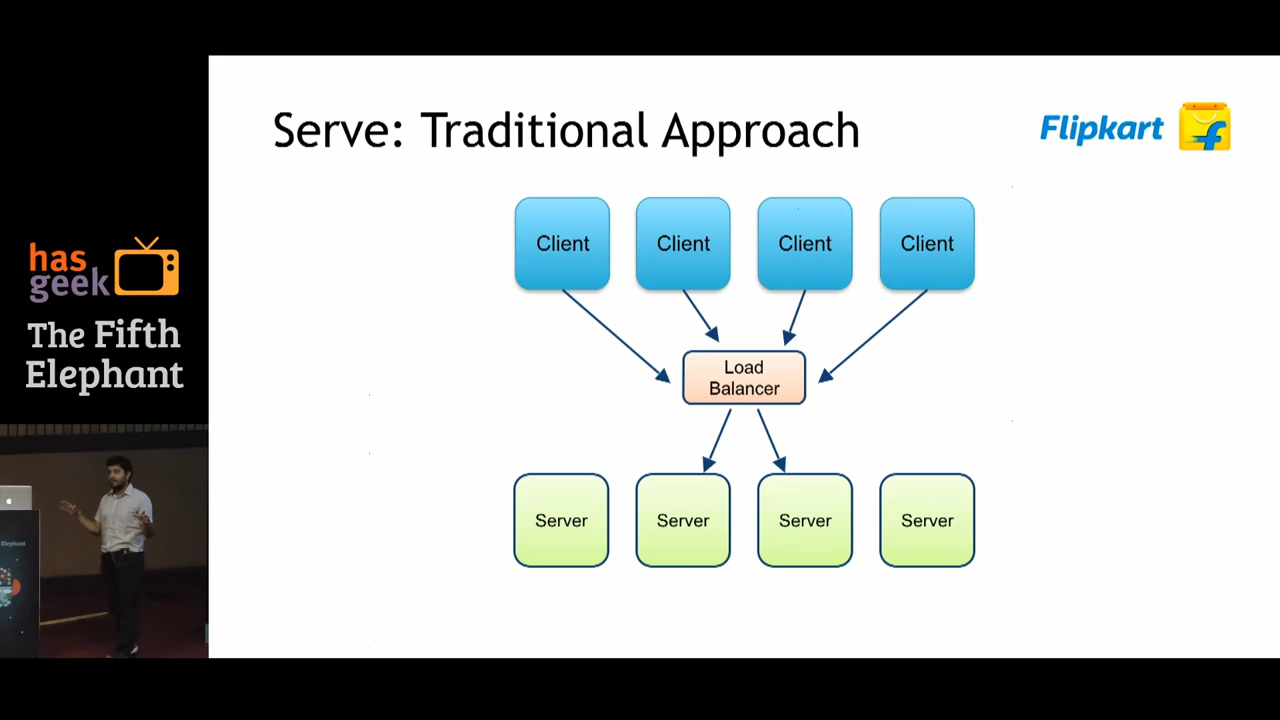 Serve: Traditional Approach
Flipkart
Client
Client
Client
Client
Load
Balancer
Server
Server
Server
Server
has
geek
The Fifth
Elephant
Elephant